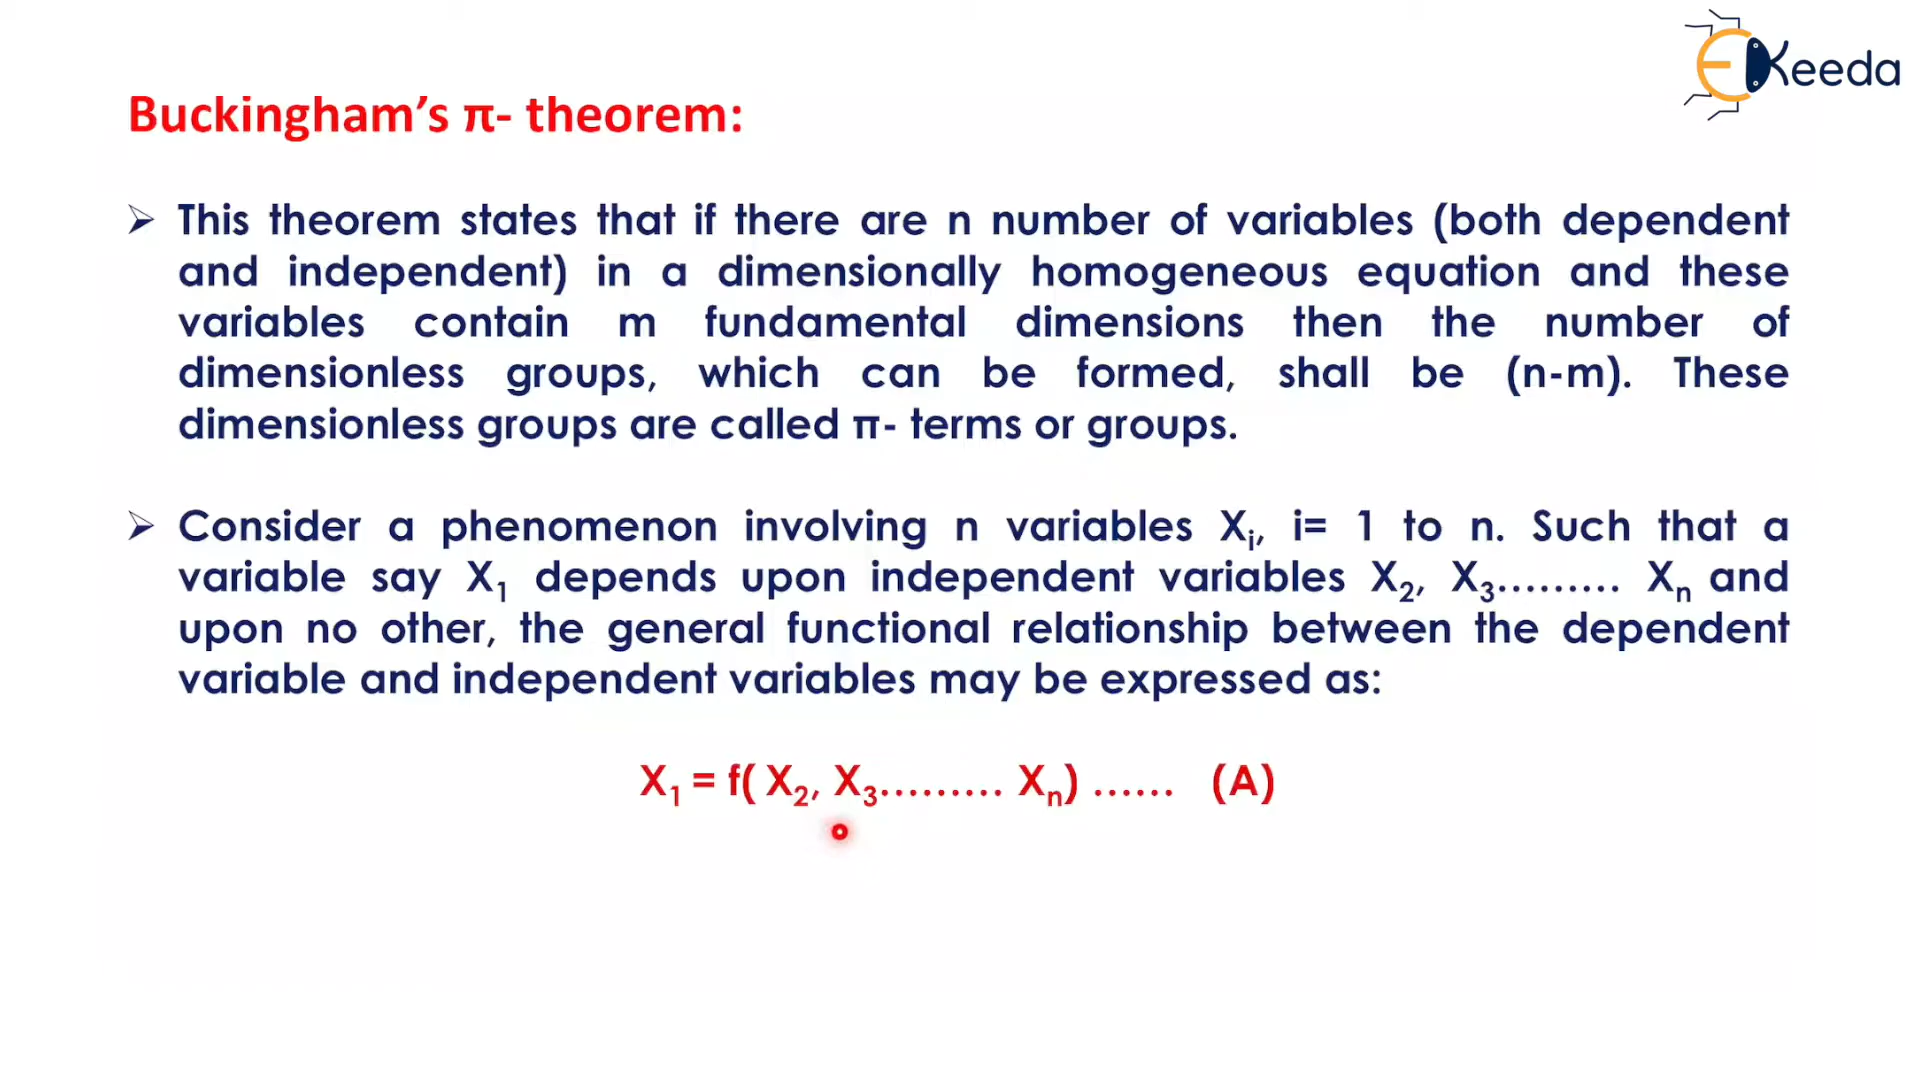 EKeeda
Buckingham’s π- theorem:
➢ This theorem states that if there are n number of variables (both dependent
and independent) in a dimensionally homogeneous equation and these
variables contain m fundamental dimensions then the number of
dimensionless groups, which can be formed, shall be (n-m). These
dimensionless groups are called π- terms or groups.
➢ Consider a phenomenon involving n variables Xᵢ, i= 1 to n. Such that a
variable say X₁ depends upon independent variables X₂, X₃......... Xₙ and
upon no other, the general functional relationship between the dependent
variable and independent variables may be expressed as:
X₁ = f( X₂, X₃......... Xₙ) ...... (A)